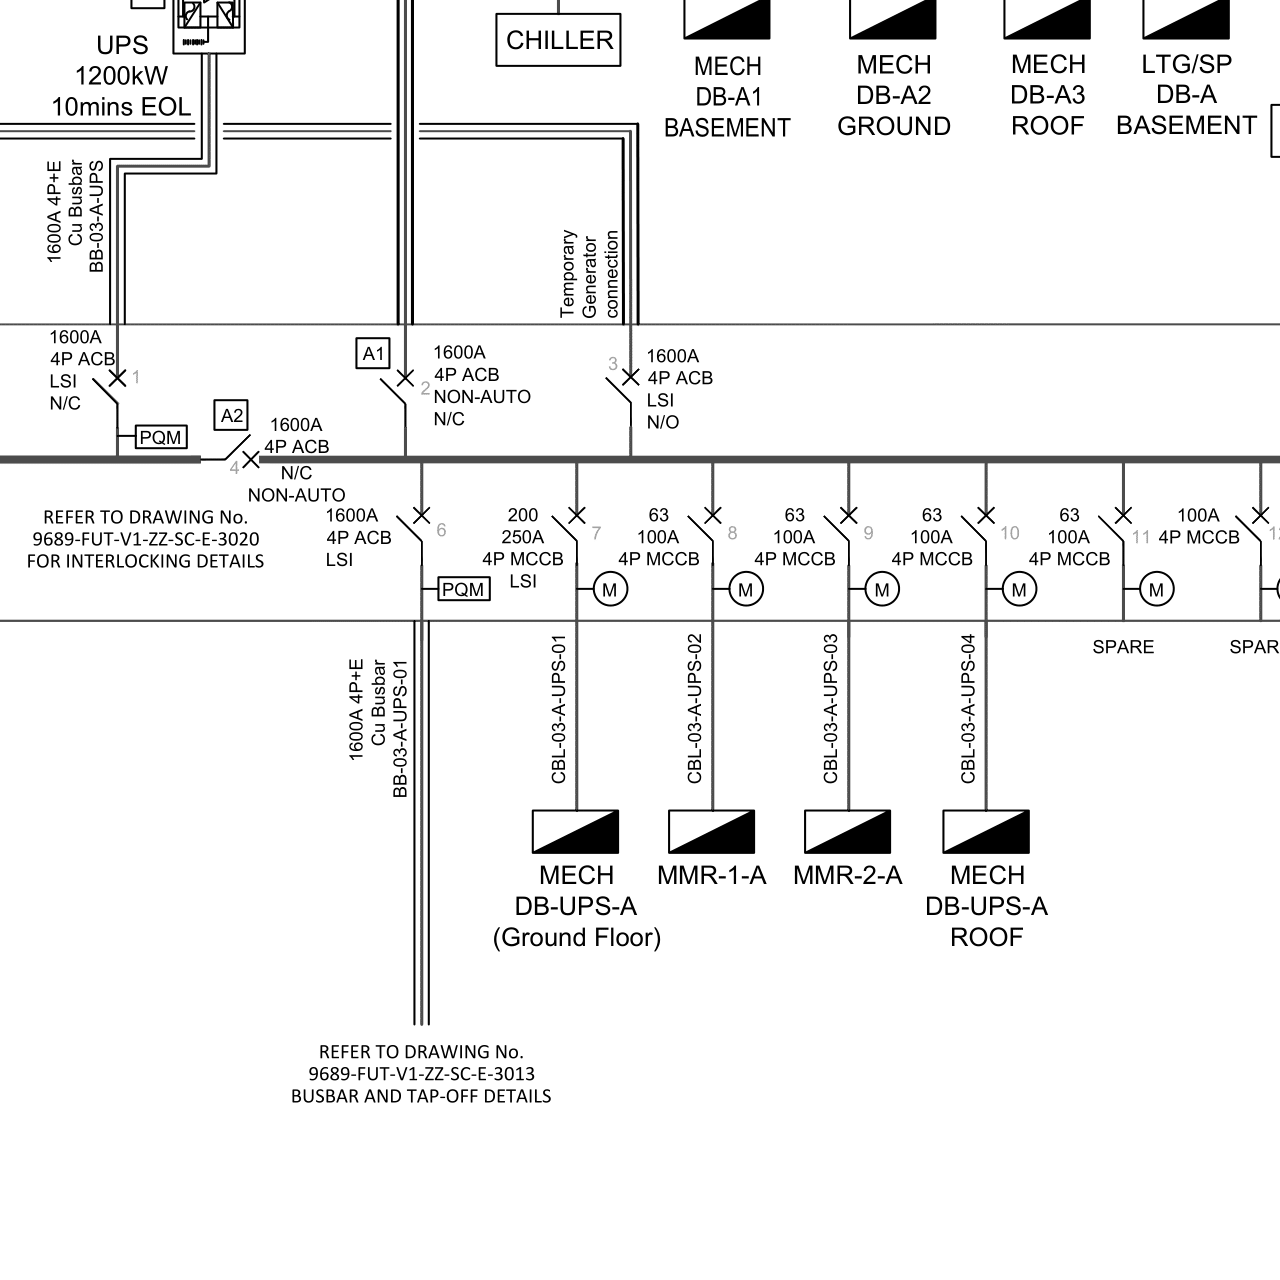 UPS
1200kW
10mins EOL
CHILLER
MECH
DB-A1
BASEMENT
MECH
DB-A2
GROUND
MECH
DB-A3
ROOF
LTG/SP
DB-A
BASEMENT
1600A 4P+E
Cu Busbar
BB-03-A-UPS
Temporary
Generator
connection
1600A
4P ACB
LSI
N/C
1
PQM
A2
1600A
4P ACB
4
N/C
NON-AUTO
A1
1600A
4P ACB
NON-AUTO
N/C
2
3
1600A
4P ACB
LSI
N/O
REFER TO DRAWING No.
9689-FUT-V1-ZZ-SC-E-3020
FOR INTERLOCKING DETAILS
1600A
4P ACB
LSI
6
PQM
200
250A
4P MCCB
LSI
7
M
63
100A
4P MCCB
8
M
63
100A
4P MCCB
9
M
63
100A
4P MCCB
10
M
63
100A
4P MCCB
11
M
100A
4P MCCB
SPARE
SPAR
1600A 4P+E
Cu Busbar
BB-03-A-UPS-01
CBL-03-A-UPS-01
CBL-03-A-UPS-02
CBL-03-A-UPS-03
CBL-03-A-UPS-04
MECH
DB-UPS-A
(Ground Floor)
MMR-1-A
MMR-2-A
MECH
DB-UPS-A
ROOF
REFER TO DRAWING No.
9689-FUT-V1-ZZ-SC-E-3013
BUSBAR AND TAP-OFF DETAILS